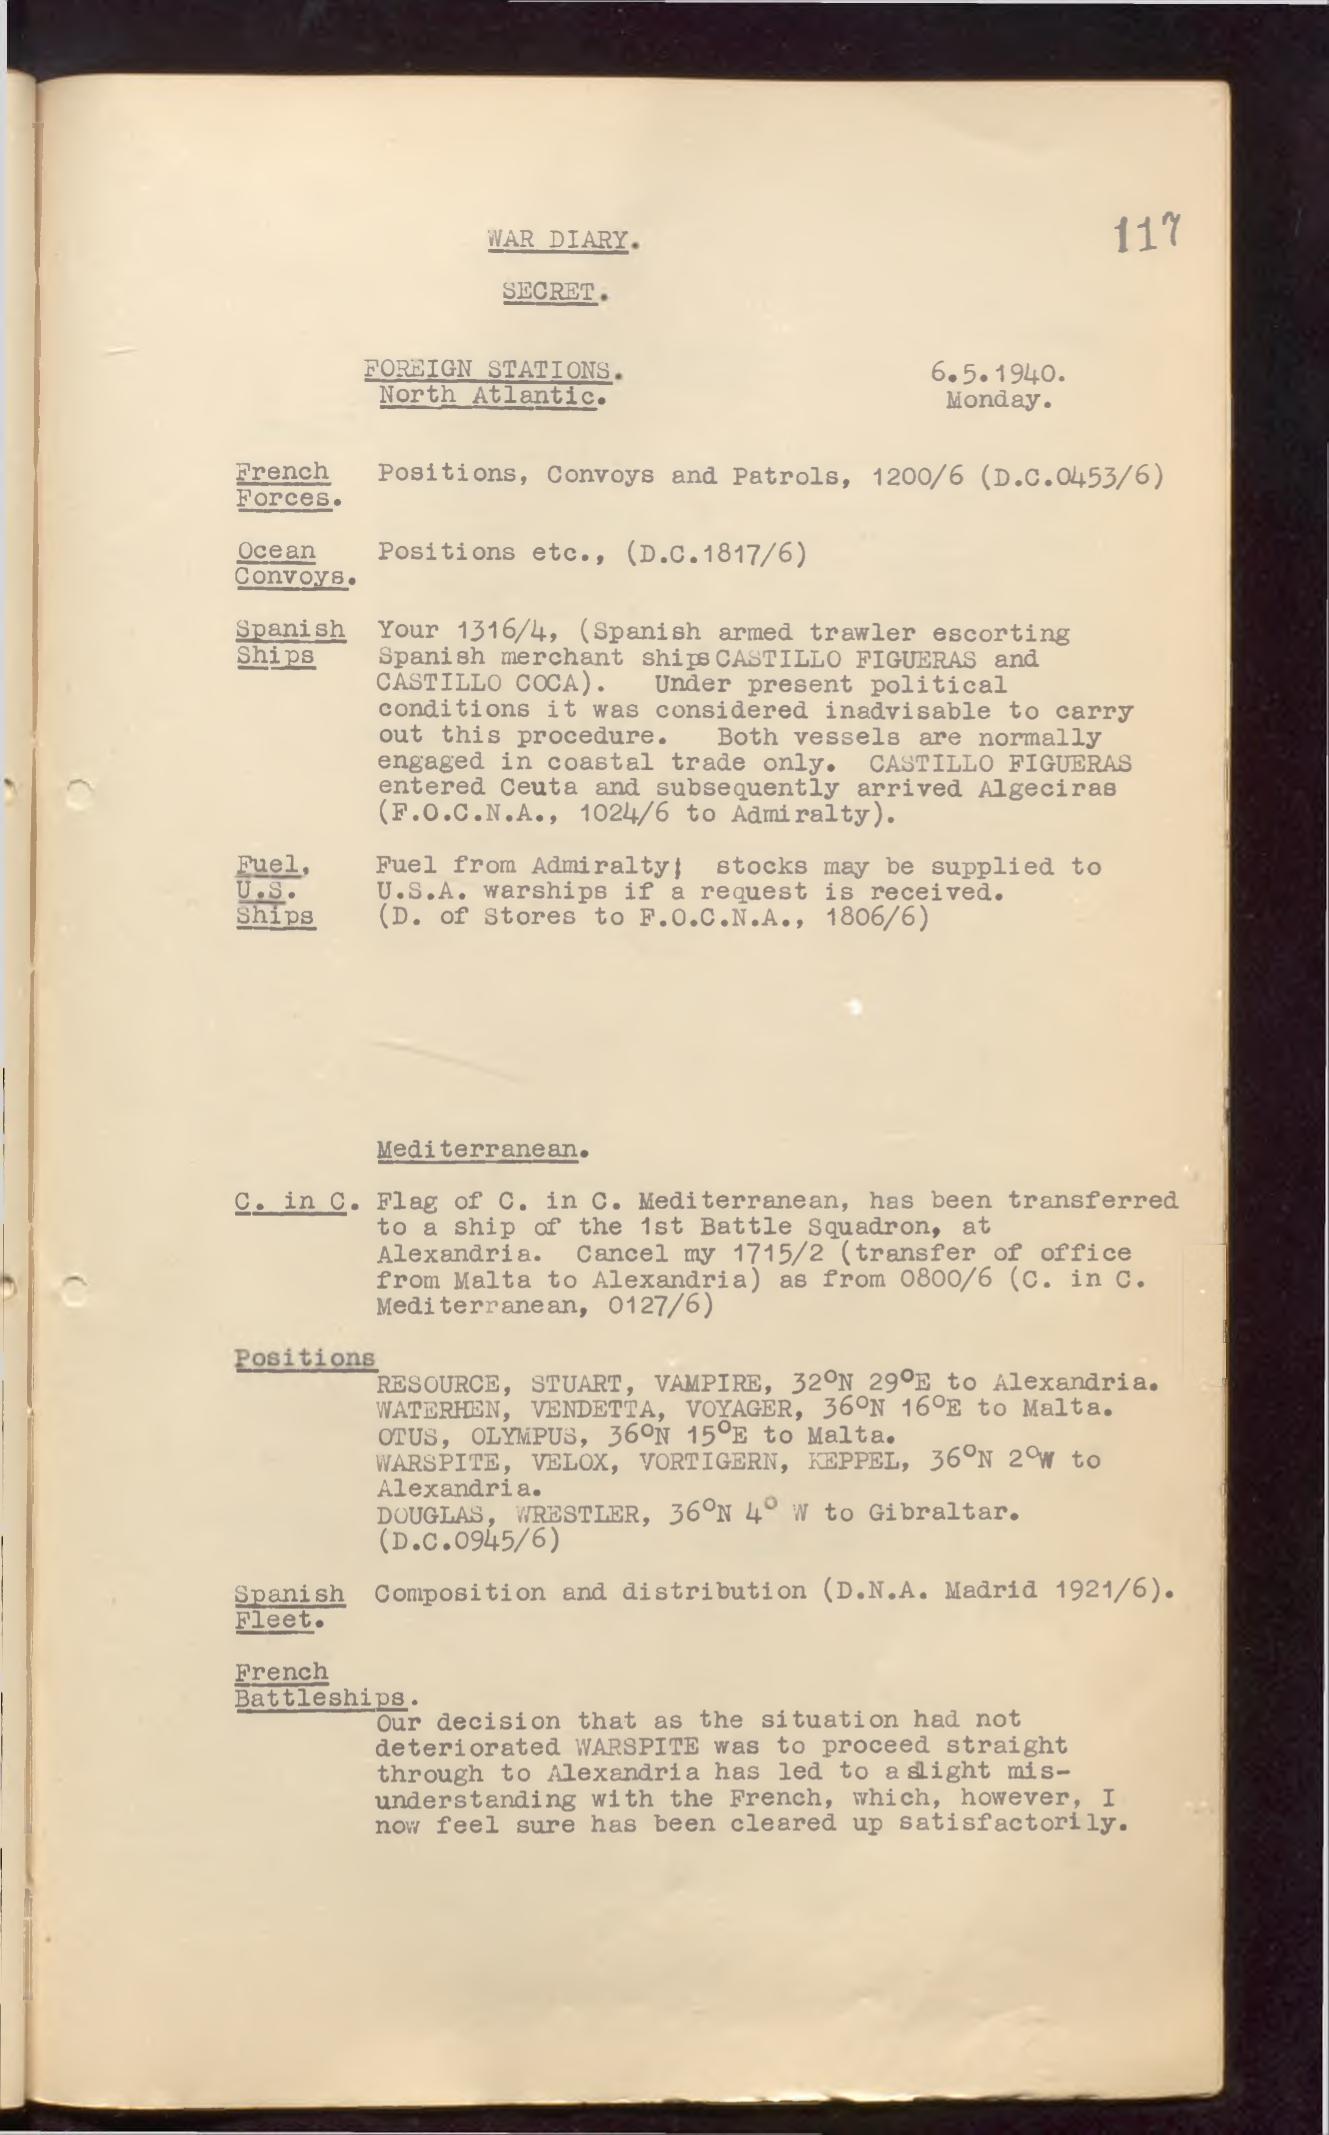 117
WAR DIARY.
SECRET.
FOREIGN STATIONS.
North Atlantic.
6.5.1940.
Monday.
French
Forces.
Positions, Convoys and Patrols, 1200/6 (D.C.0453/6)
Ocean
Convoys.
Positions etc., (D.C.1817/6)
Spanish
Ships
Your 1316/4, (Spanish armed trawler escorting
Spanish merchant ships CASTILLO FIGUERAS and
CASTILLO COCA). Under present political
conditions it was considered inadvisable to carry
out this procedure. Both vessels are normally
engaged in coastal trade only. CASTILLO FIGUERAS
entered Ceuta and subsequently arrived Algeciras
(F.O.C.N.A., 1024/6 to Admiralty).
Fuel,
U.S.
Ships
Fuel from Admiralty; stocks may be supplied to
U.S.A. warships if a request is received.
(D. of Stores to F.O.C.N.A., 1806/6)
Mediterranean.
C. in C.
Flag of C. in C. Mediterranean, has been transferred
to a ship of the 1st Battle Squadron, at
Alexandria. Cancel my 1715/2 (transfer of office
from Malta to Alexandria) as from 0800/6 (C. in C.
Mediterranean, 0127/6)
Positions
RESOURCE, STUART, VAMPIRE, 32°N 29°E to Alexandria.
WATERHEN, VENDETTA, VOYAGER, 36°N 16°E to Malta.
OTUS, OLYMPUS, 36°N 15°E to Malta.
WARSPITE, VELOX, VORTIGERN, KEPPEL, 36°N 2°W to
Alexandria.
DOUGLAS, WRESTLER, 36°N 4° W to Gibraltar.
(D.C.0945/6)
Spanish
Fleet.
Composition and distribution (D.N.A. Madrid 1921/6).
French
Battleships.
Our decision that as the situation had not
deteriorated WARSPITE was to proceed straight
through to Alexandria has led to a slight mis-
understanding with the French, which, however, I
now feel sure has been cleared up satisfactorily.